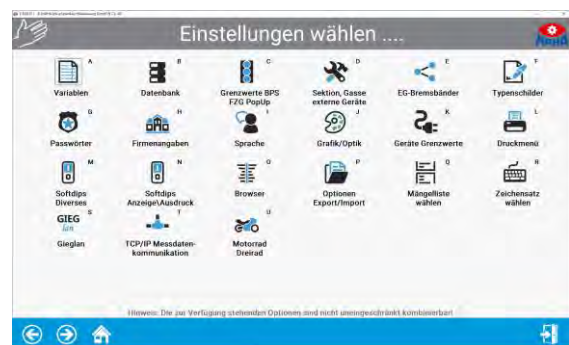 Einstellungen wählen ....
A B C D E F
Variablen Datenbank Grenzwerte BPS Sektion, Gasse EG-Bremsbänder Typenschilder
FZG PopUp externe Geräte
G H I J K L
Passwörter Firmenangaben Sprache Grafik/Optik Geräte Grenzwerte Druckmenü
M N O P Q R
Softdips Softdips Browser Optionen Mängelliste Zeichensatz
Diverses Anzeige\Ausdruck Export/Import wählen wählen
GIEG S T U
lan
Gieglan TCP/IP Messdaten- Motorrad
kommunikation Dreirad
Hinweis: Die zur Verfügung stehenden Optionen sind nicht uneingeschränkt kombinierbar!